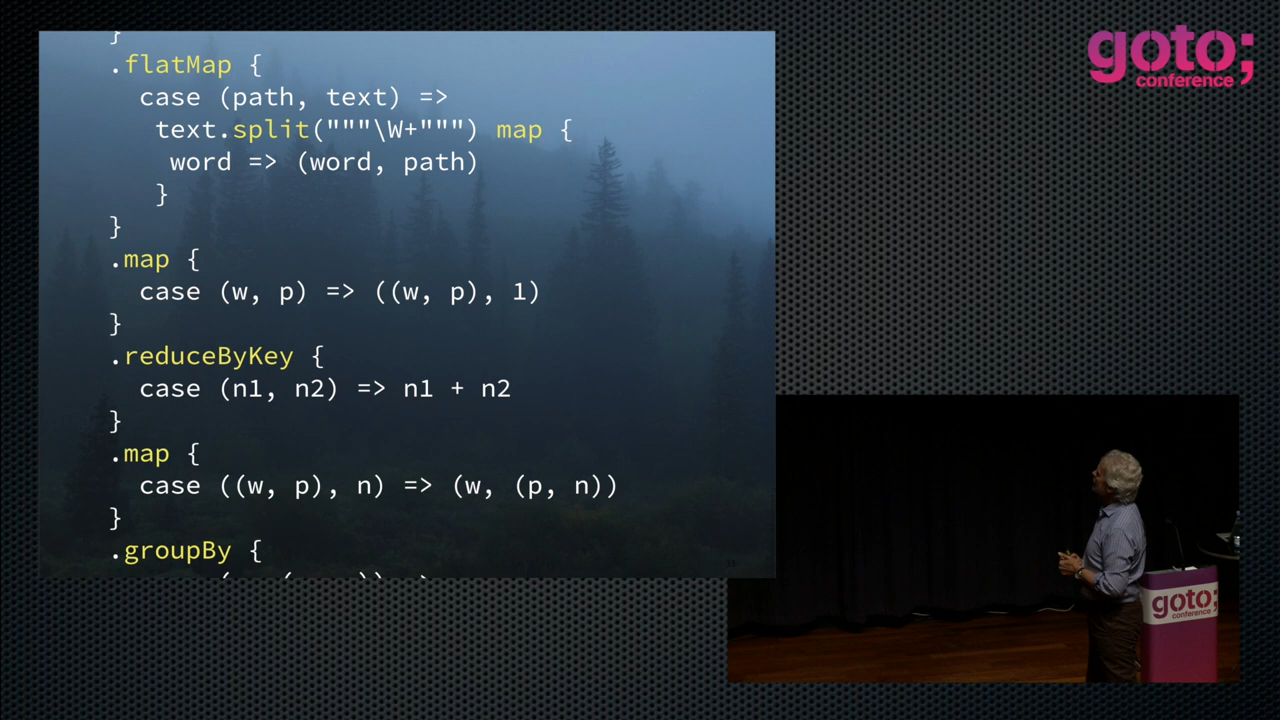 }
.flatMap {
case (path, text) =>
text.split("""\W+""") map {
word => (word, path)
}
}
.map {
case (w, p) => ((w, p), 1)
}
.reduceByKey {
case (n1, n2) => n1 + n2
}
.map {
case ((w, p), n) => (w, (p, n))
}
.groupBy {
goto;
conference
goto;
conference